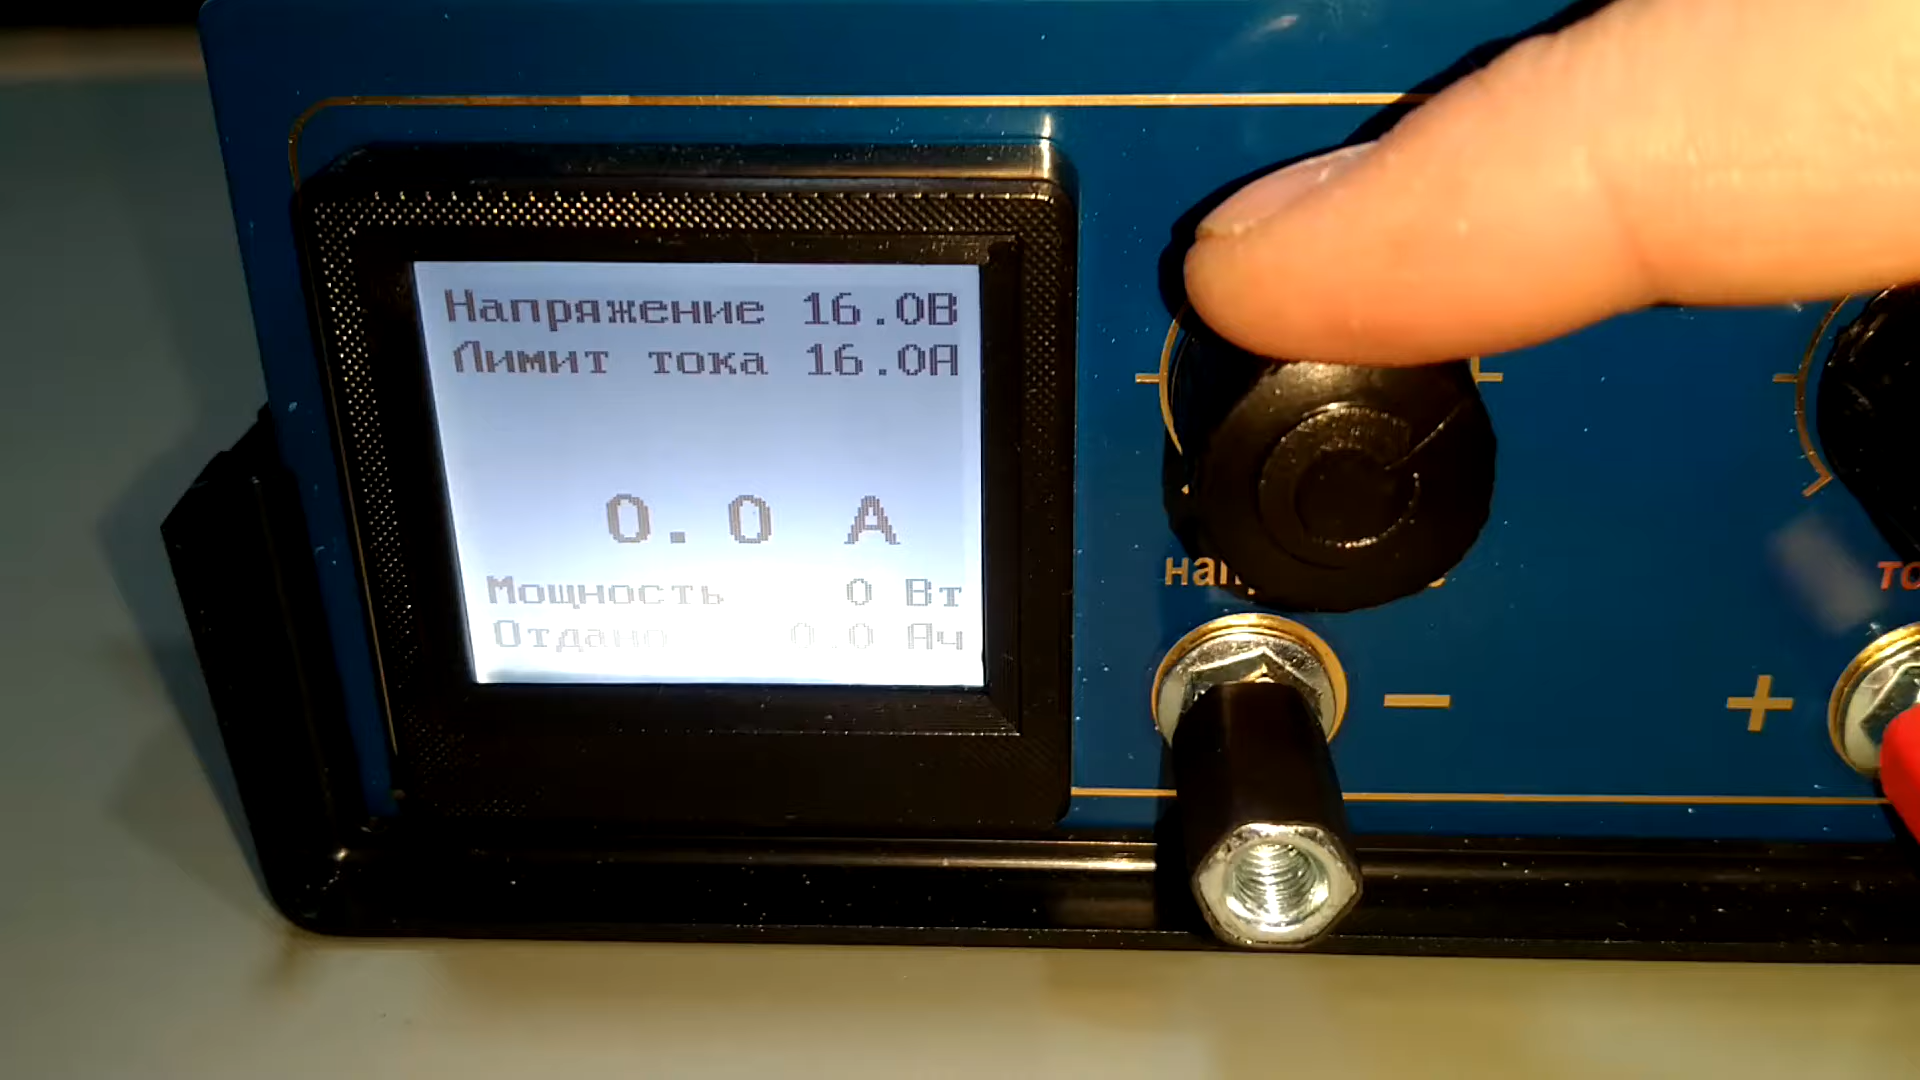 Напряжение 16.0В
Лимит тока 16.0А
0.0 А
Мощность 0 Вт
Отдано 0.0 Ач
− +